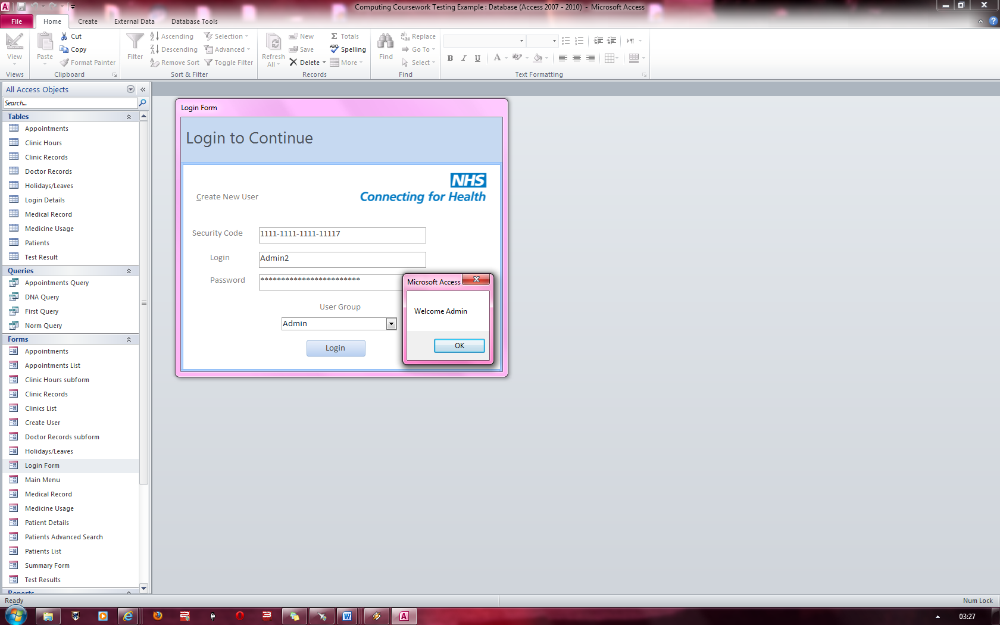 Computing Coursework Testing Example : Database (Access 2007 - 2010) - Microsoft Access
File Home Create External Data Database Tools
View
Views
Paste
Cut
Copy
Format Painter
Clipboard
Filter
Ascending
Descending
Remove Sort
Selection
Advanced
Toggle Filter
Sort & Filter
Refresh All
New
Save
Delete
Totals
Spelling
More
Records
Find
Replace
Go To
Select
Find
B I U A
Text Formatting
All Access Objects
Search...
Tables
Appointments
Clinic Hours
Clinic Records
Doctor Records
Holidays/Leaves
Login Details
Medical Record
Medicine Usage
Patients
Test Result
Queries
Appointments Query
DNA Query
First Query
Norm Query
Forms
Appointments
Appointments List
Clinic Hours subform
Clinic Records
Clinics List
Create User
Doctor Records subform
Holidays/Leaves
Login Form
Main Menu
Medical Record
Medicine Usage
Patient Details
Patients Advanced Search
Patients List
Summary Form
Test Results
Reports
Login Form
Login to Continue
NHS
Connecting for Health
Create New User
Security Code 1111-1111-1111-11117
Login Admin2
Password ************************
User Group
Admin
Login
Microsoft Access
Welcome Admin
OK
Ready
Num Lock
03:27